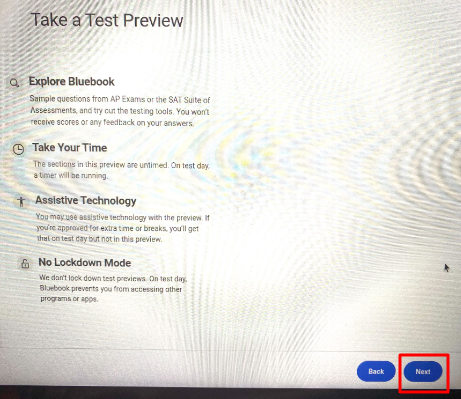 Take a Test Preview
Explore Bluebook
Sample questions from AP Exams or the SAT Suite of
Assessments, and try out the testing tools. You won't
receive scores or any feedback on your answers.
Take Your Time
The sections in this preview are untimed. On test day,
a timer will be running.
Assistive Technology
You may use assistive technology with the preview. If
you're approved for extra time or breaks, you'll get
that on test day but not in this preview.
No Lockdown Mode
We don't lock down test previews. On test day,
Bluebook prevents you from accessing other
programs or apps.
Back
Next